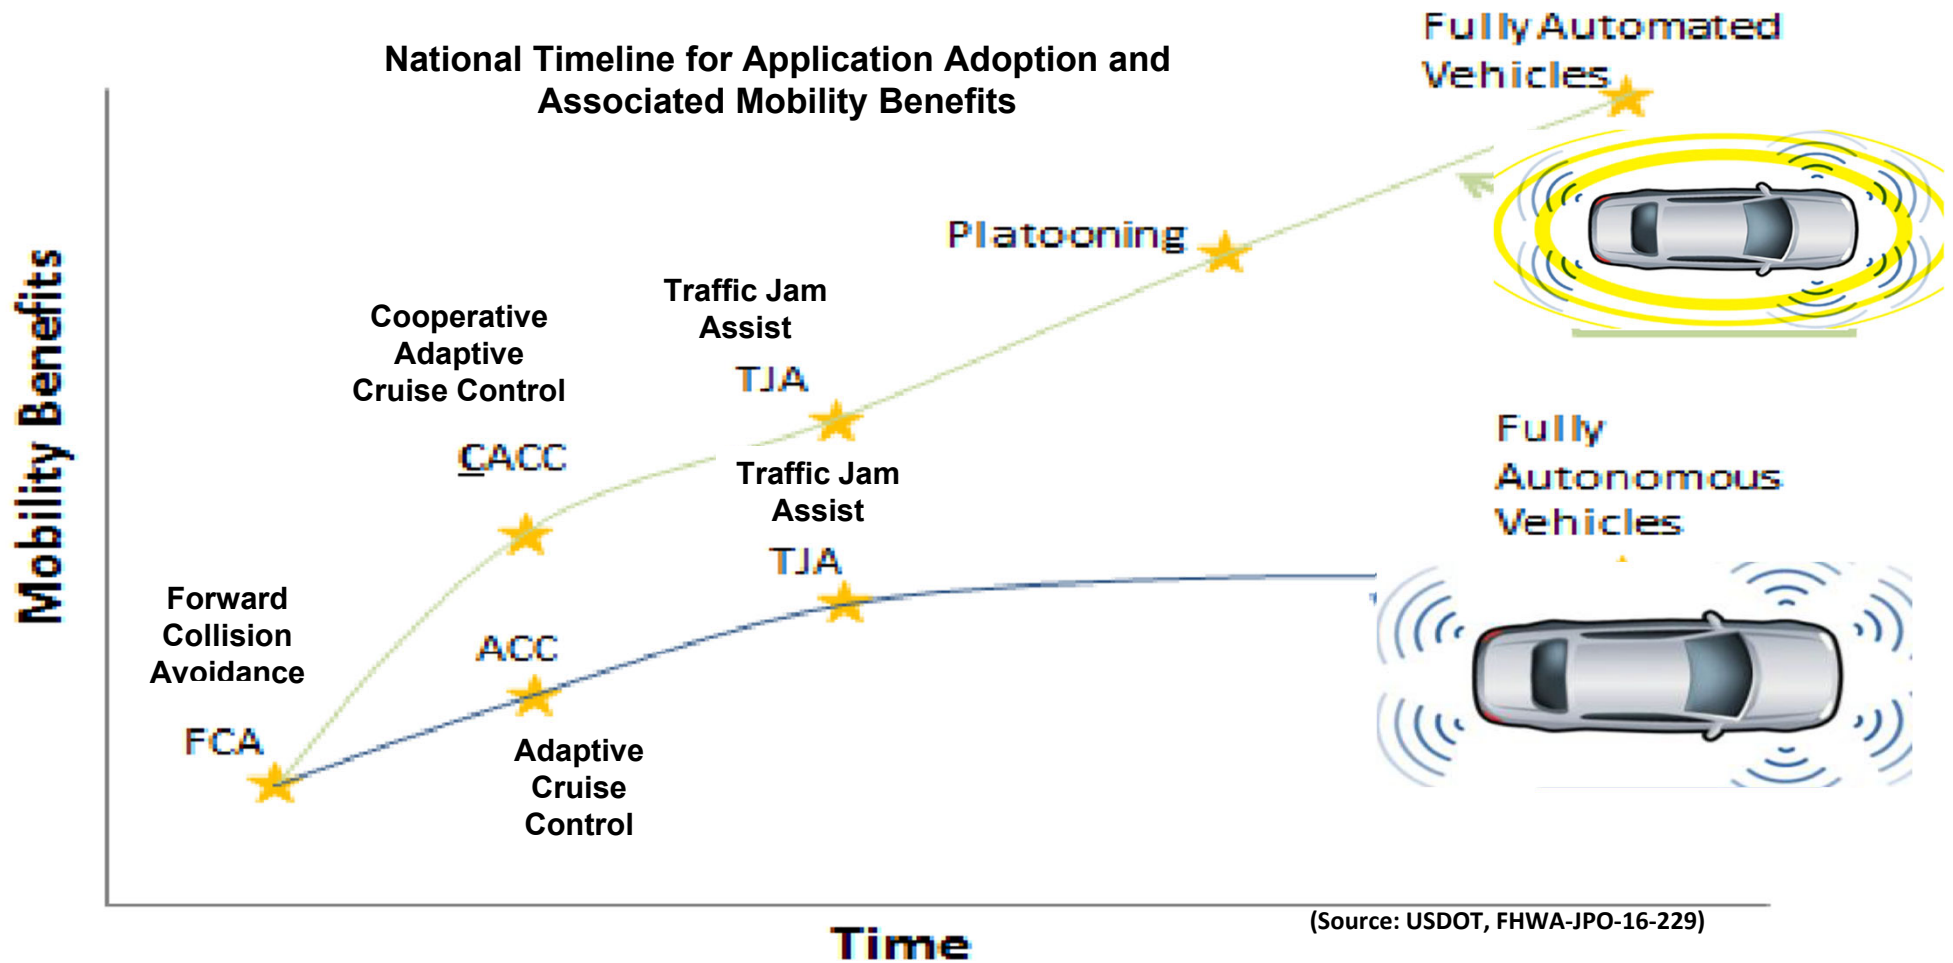 National Timeline for Application Adoption and
Associated Mobility Benefits
Fully Automated
Vehicles
Platooning
Traffic Jam
Assist
TJA
Cooperative
Adaptive
Cruise Control
CACC
Traffic Jam
Assist
TJA
Fully
Autonomous
Vehicles
Forward
Collision
Avoidance
FCA
ACC
Adaptive
Cruise
Control
Mobility Benefits
Time
(Source: USDOT, FHWA-JPO-16-229)